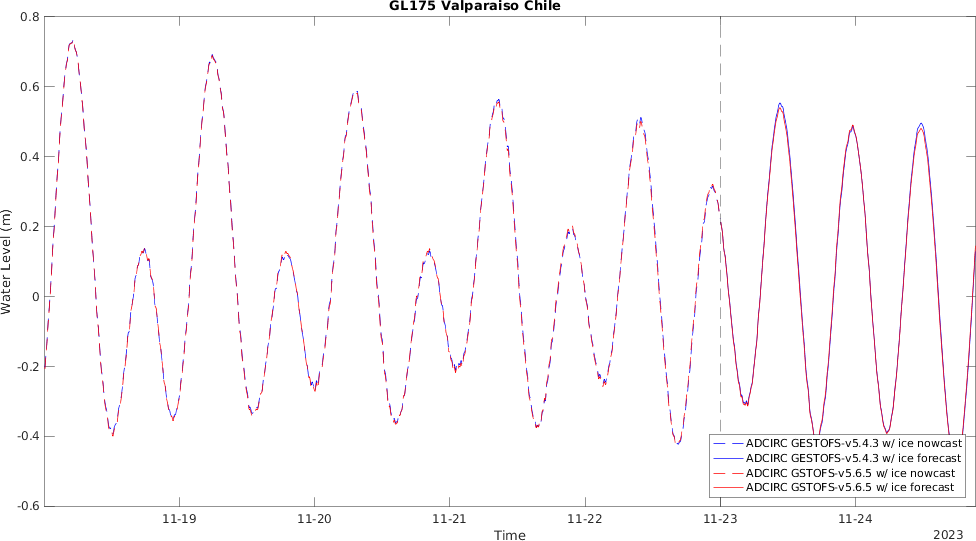 GL175 Valparaiso Chile
Water Level (m)
0.8
0.6
0.4
0.2
0
-0.2
-0.4
-0.6
ADCIRC GESTOFS-v5.4.3 w/ ice nowcast
ADCIRC GESTOFS-v5.4.3 w/ ice forecast
ADCIRC GSTOFS-v5.6.5 w/ ice nowcast
ADCIRC GSTOFS-v5.6.5 w/ ice forecast
11-19 11-20 11-21 11-22 11-23 11-24
Time
2023